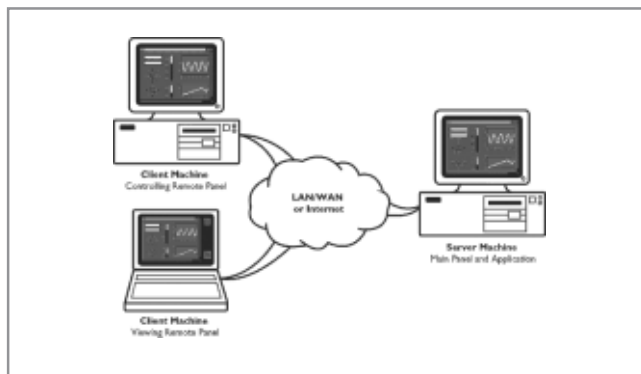 Client Machine
Controlling Remote Panel
LAN/WAN
or Internet
Server Machine
Main Panel and Application
Client Machine
Viewing Remote Panel